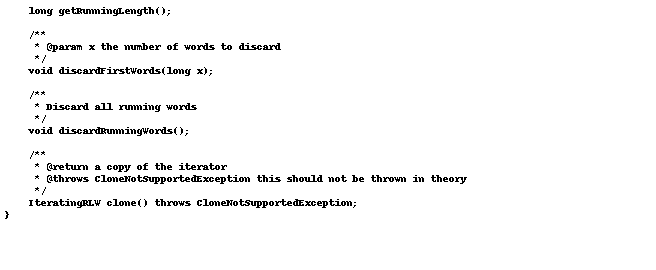 long getRunningLength();

    /**
     * @param x the number of words to discard
     */
    void discardFirstWords(long x);

    /**
     * Discard all running words
     */
    void discardRunningWords();

    /**
     * @return a copy of the iterator
     * @throws CloneNotSupportedException this should not be thrown in theory
     */
    IteratingRLW clone() throws CloneNotSupportedException;
}